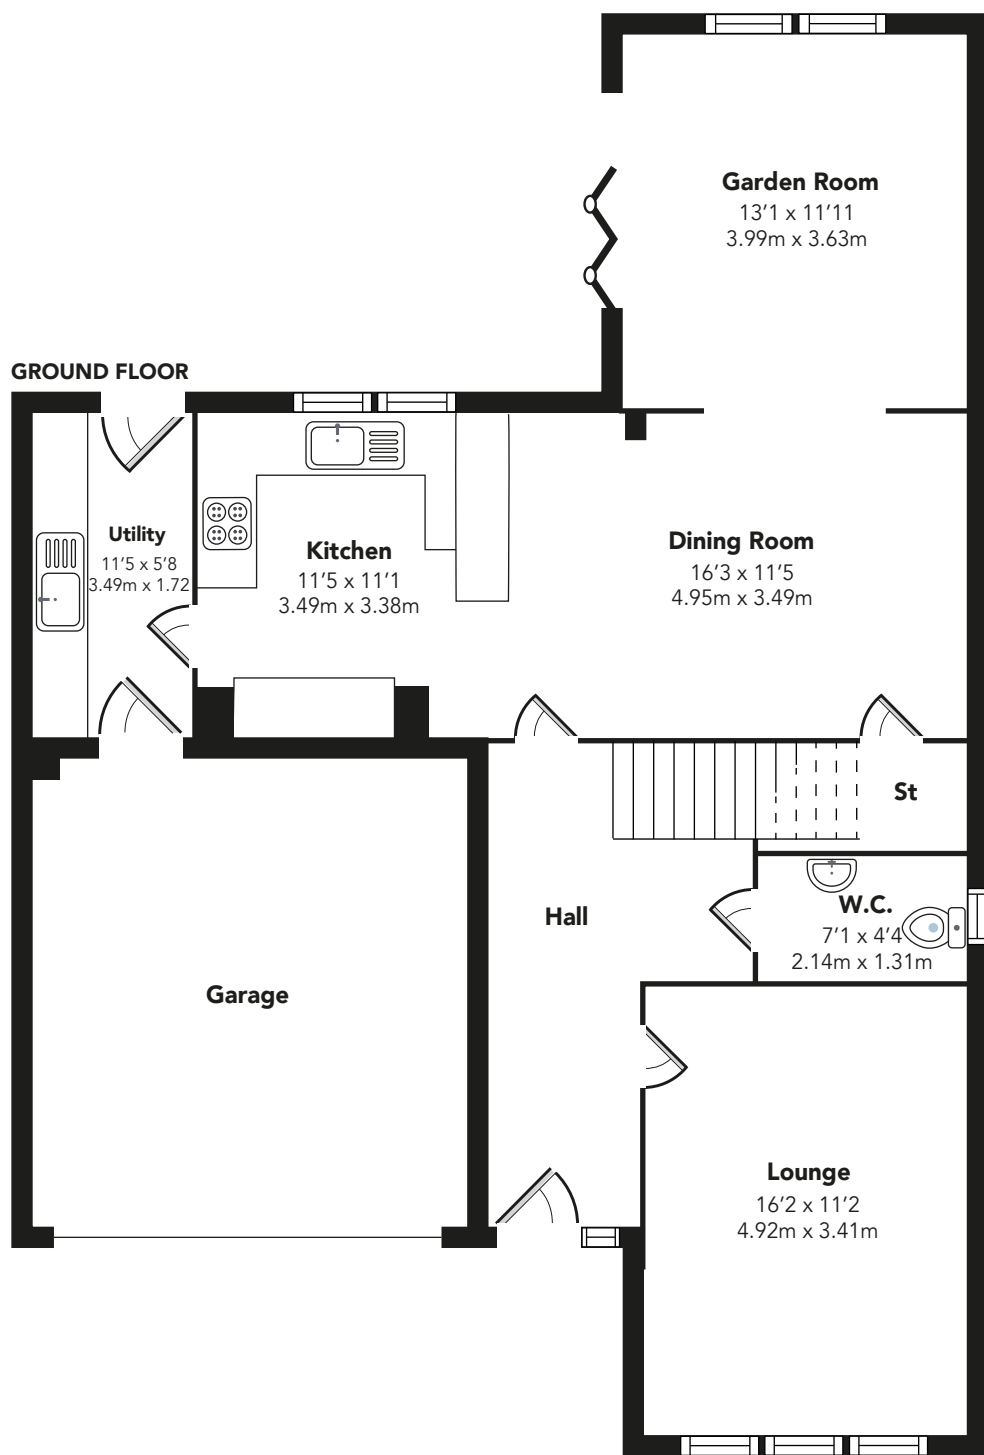 Garden Room
13'1 x 11'11
3.99m x 3.63m
GROUND FLOOR
Utility
11'5 x 5'8
3.49m x 1.72
Kitchen
11'5 x 11'1
3.49m x 3.38m
Dining Room
16'3 x 11'5
4.95m x 3.49m
St
Hall
W.C.
7'1 x 4'4
2.14m x 1.31m
Garage
Lounge
16'2 x 11'2
4.92m x 3.41m